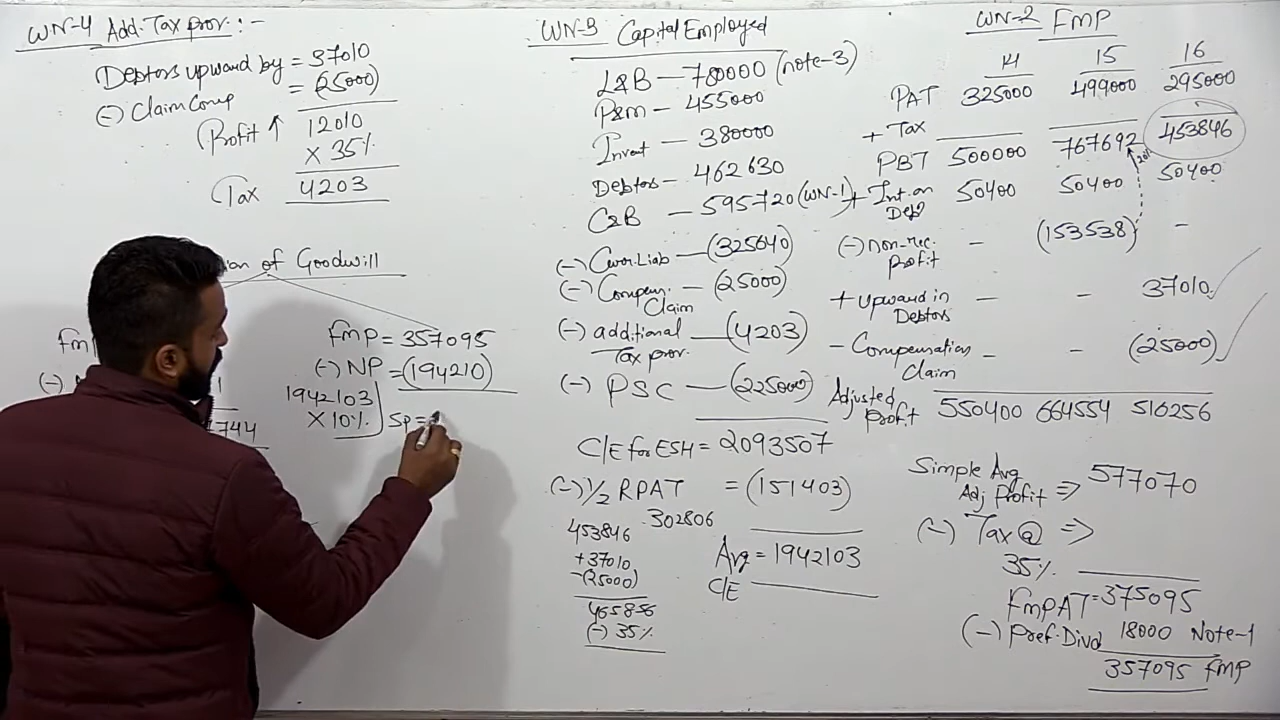 WN-4 Add. Tax prov. :-
Debtors upward by = 37010
(-) Claim Comp = (25000)
Profit ↑ 12010
X 35%
Tax 4203
of Goodwill
Fm
(-)
744
FMP = 357095
(-) NP = (194210)
1942103
X 10%
SP =
WN-3 Capital Employed
L&B — 780000 (note-3)
P&M — 455000
Invent — 380000
Debtors — 462630
C&B — 595720 (WN-1)
(-) Curr. Liab — (325640)
(-) Compen. Claim — (25000)
(-) additional Tax prov. — (4203)
(-) PSC — (225000)
C/E for ESH = 2093507
(-) 1/2 RPAT = (151403)
302806
453846
+37010
-(25000)
465856
(-) 35%
Avg C/E = 1942103
WN-2 FMP
14 15 16
PAT 325000 499000 295000
+ Tax
PBT 500000 767692 453846
+ Int. on Deb? 50400 50400 50400
(-) Non-Rec. Profit - (153538) -
+ Upward in Debtors - - 37010
- Compensation Claim - - (25000)
Adjusted Profit 550400 664554 516256
Simple Avg Adj Profit => 577070
(-) Tax @ 35% =>
FMPAT = 375095
(-) Pref. Divd 18000 Note-1
357095 FMP